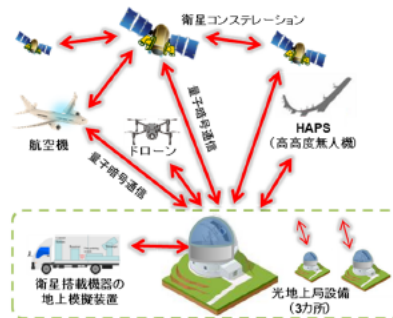 衛星コンステレーション
量子暗号通信
航空機
ドローン
量子暗号通信
HAPS
(高高度無人機)
衛星搭載機器の
地上模擬装置
光地上局設備
(3カ所)